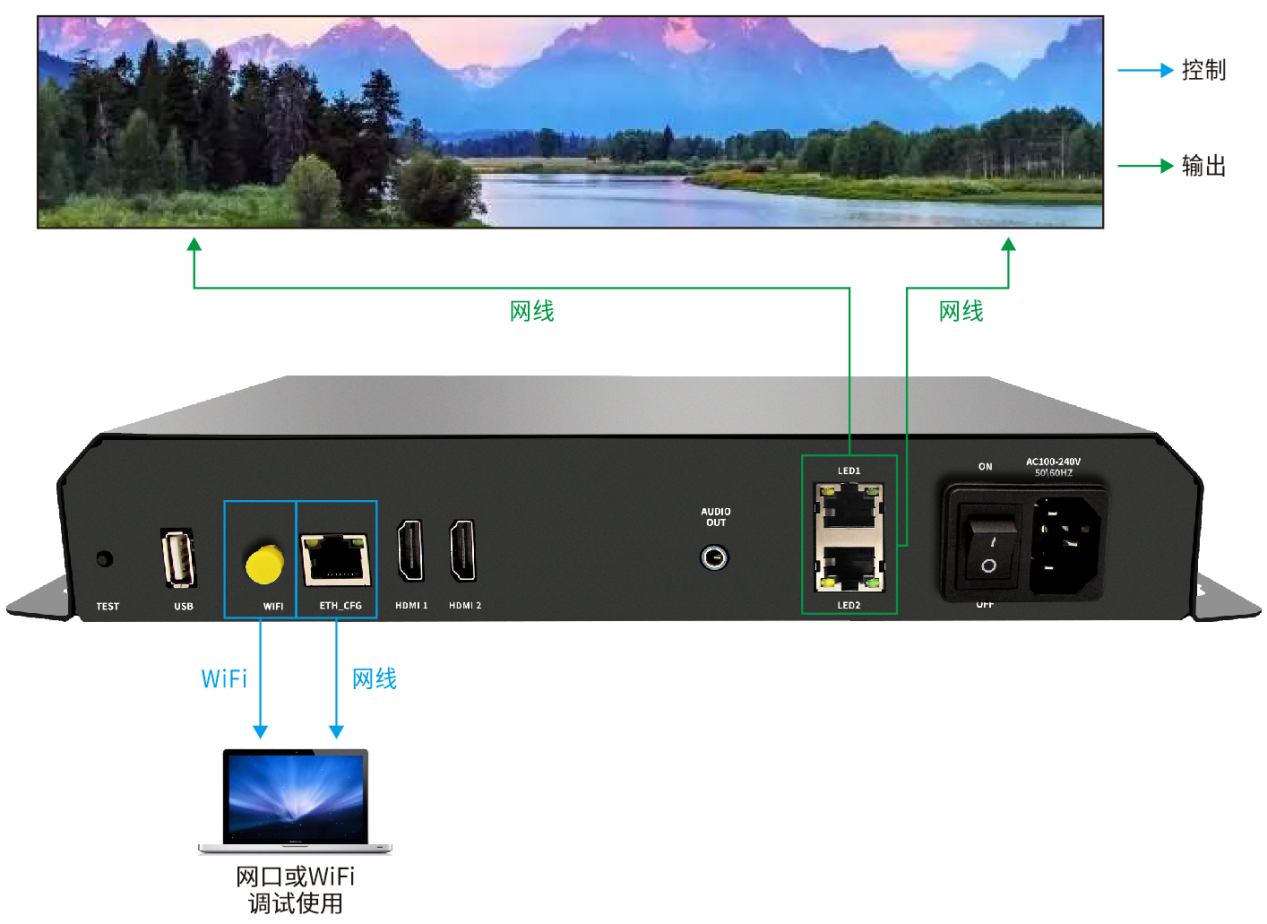 控制
输出
网线
网线
LED1
ON
AC100-240V
50\60HZ
AUDIO
OUT
TEST
USB
WIFI
ETH_CFG
HDMI 1
HDMI 2
LED2
OFF
WiFi
网线
网口或WiFi
调试使用